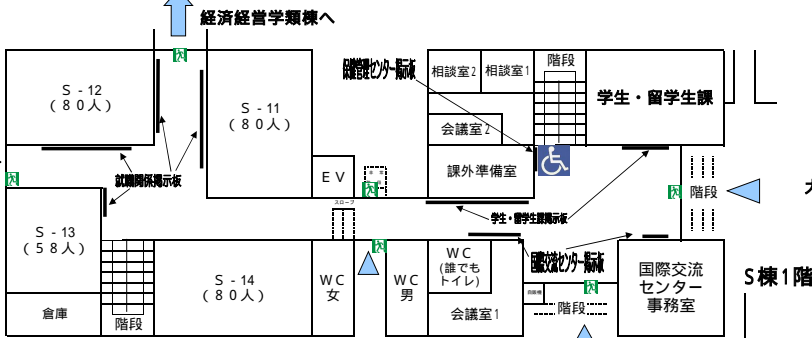 経済経営学類棟へ
保健管理センター掲示板
相談室2
相談室1
階段
S-12
(80人)
S-11
(80人)
学生・留学生課
会議室2
課外準備室
EV
就職関係掲示板
スロープ
階段
学生・留学生課掲示板
S-13
(58人)
S-14
(80人)
WC
女
WC
男
WC
(誰でも
トイレ)
国際交流センター掲示板
国際交流
センター
事務室
S棟1階
倉庫
階段
会議室1
階段